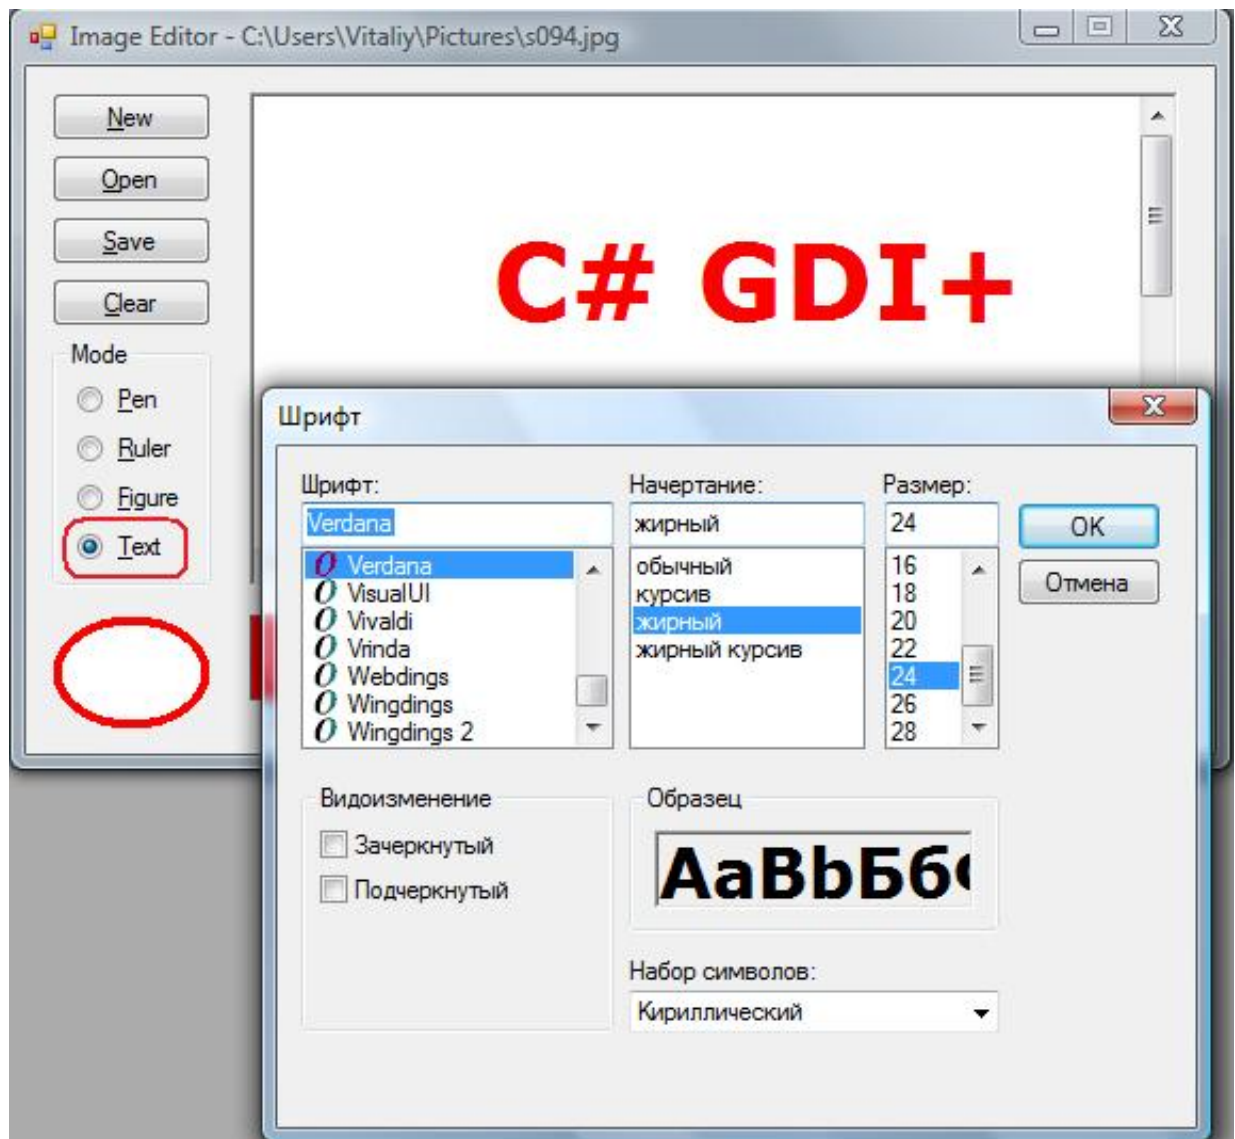 Image Editor - C:\Users\Vitaliy\Pictures\s094.jpg
New
Open
Save
Clear
Mode
Pen
Ruler
Figure
Text
C# GDI+
Шрифт
Шрифт:
Verdana
Verdana
VisualUI
Vivaldi
Vrinda
Webdings
Wingdings
Wingdings 2
Начертание:
жирный
обычный
курсив
жирный
жирный курсив
Размер:
24
16
18
20
22
24
26
28
OK
Отмена
Видоизменение
Зачеркнутый
Подчеркнутый
Образец
AaBbБб
Набор символов:
Кириллический